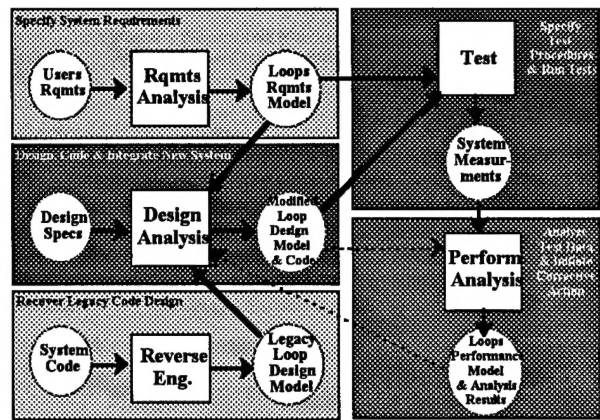 Specify System Requirements
Users
Rqmts
Rqmts
Analysis
Loops
Rqmts
Model
Design, Code & Integrate New System
Design
Specs
Design
Analysis
Modified
Loop
Design
Model
& Code
Recover Legacy Code Design
System
Code
Reverse
Eng.
Legacy
Loop
Design
Model
Specify
Test
Procedures
& Run Tests
Test
System
Measur-
ments
Analyze
Test Data
& Initiate
Corrective
Action
Perform
Analysis
Loops
Performance
Model
& Analysis
Results